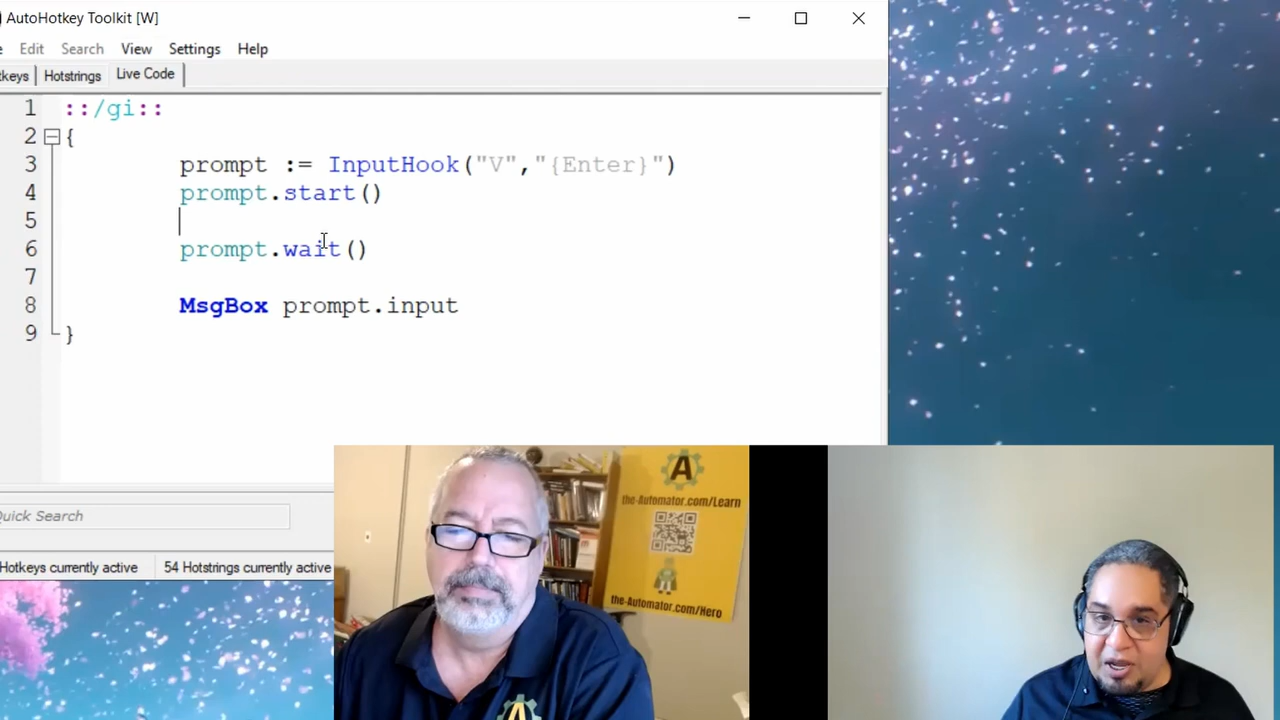 AutoHotkey Toolkit [W]
Edit Search View Settings Help
Hotstrings Live Code
1 ::/gi::
2 {
3 prompt := InputHook("V","{Enter}")
4 prompt.start()
5
6 prompt.wait()
7
8 MsgBox prompt.input
9 }
Quick Search
Hotkeys currently active 54 Hotstrings currently active
A
the-Automator.com/Learn
the-Automator.com/Hero